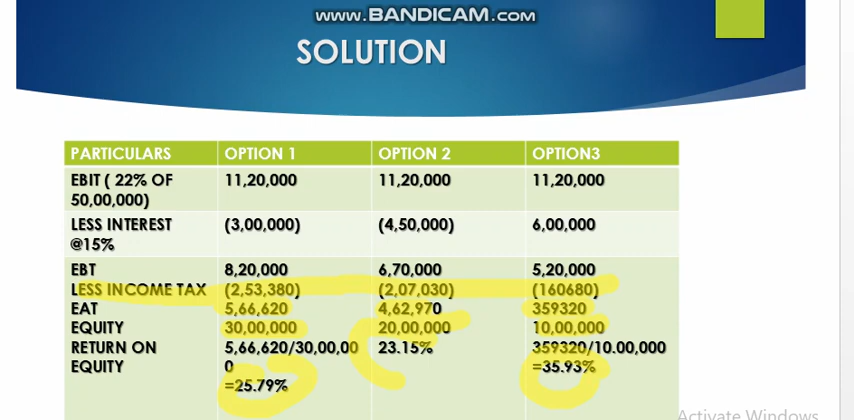 www.BANDICAM.com
SOLUTION
PARTICULARS OPTION 1 OPTION 2 OPTION3
EBIT ( 22% OF 11,20,000 11,20,000 11,20,000
50,00,000)
LESS INTEREST (3,00,000) (4,50,000) 6,00,000
@15%
EBT 8,20,000 6,70,000 5,20,000
LESS INCOME TAX (2,53,380) (2,07,030) (160680)
EAT 5,66,620 4,62,970 359320
EQUITY 30,00,000 20,00,000 10,00,000
RETURN ON 5,66,620/30,00,00 23.15% 359320/10.00,000
EQUITY 0 =35.93%
=25.79%
Activate Windows